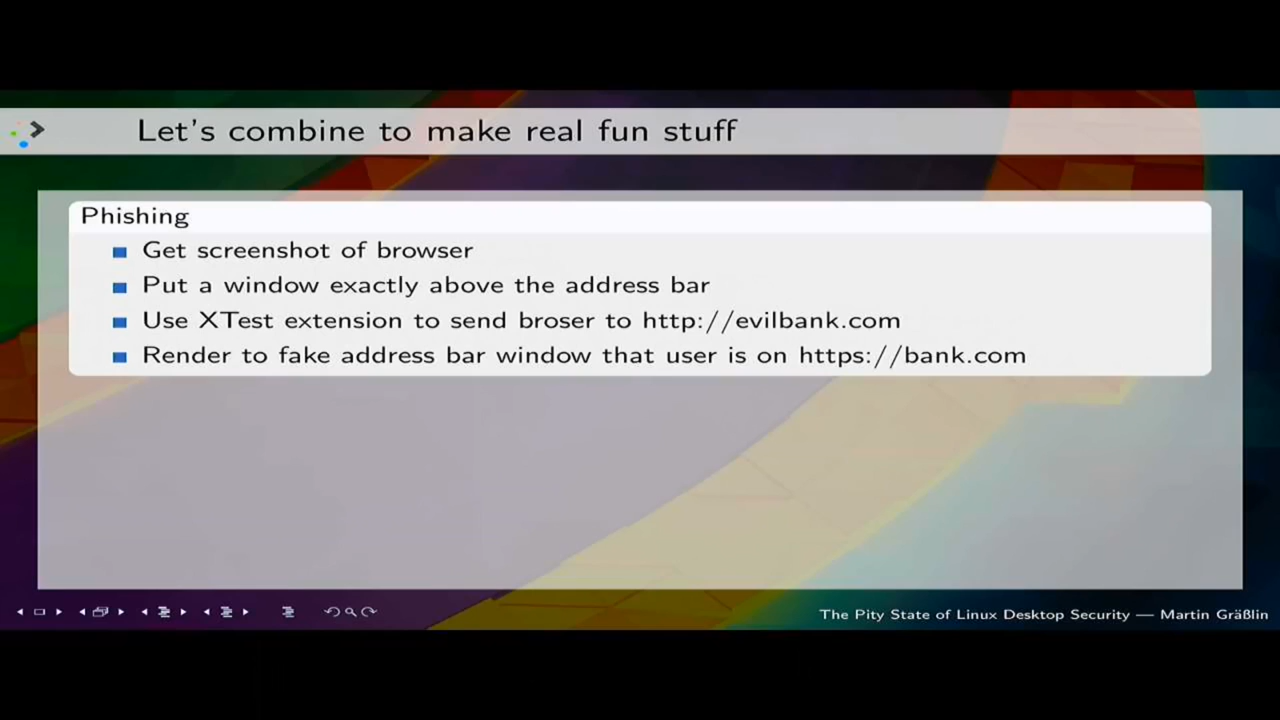 Let's combine to make real fun stuff
Phishing
Get screenshot of browser
Put a window exactly above the address bar
Use XTest extension to send broser to http://evilbank.com
Render to fake address bar window that user is on https://bank.com
The Pity State of Linux Desktop Security — Martin Gräßlin